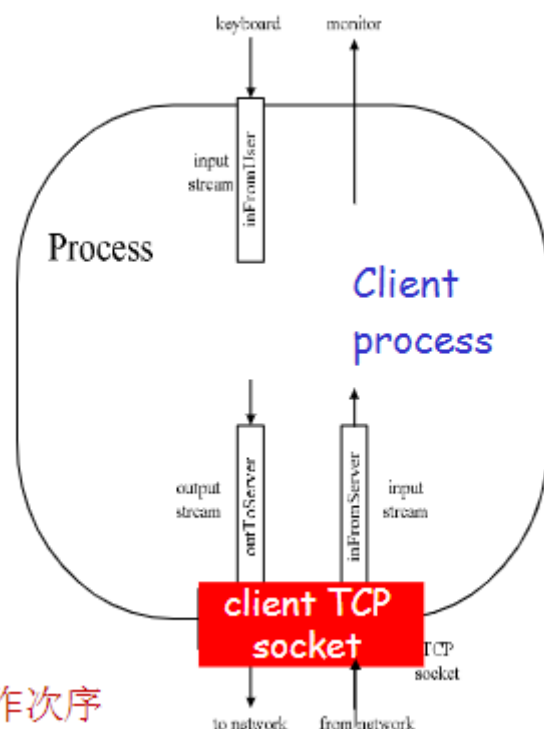 keyboard
monitor
input
stream
inFromUser
Process
Client
process
output
stream
outToServer
inFromServer
input
stream
client TCP
socket
TCP
socket
作次序
to network
from network